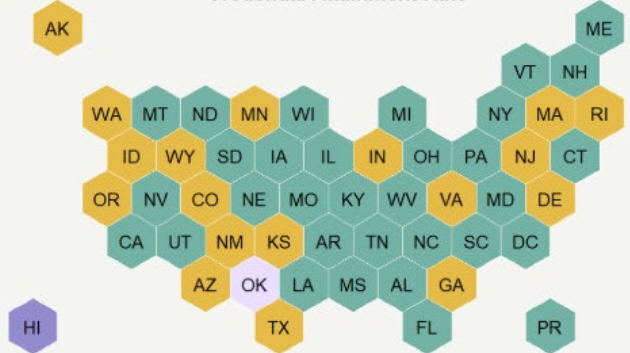 AK ME
VT NH
WA MT ND MN WI MI NY MA RI
ID WY SD IA IL IN OH PA NJ CT
OR NV CO NE MO KY WV VA MD DE
CA UT NM KS AR TN NC SC DC
AZ OK LA MS AL GA
HI TX FL PR